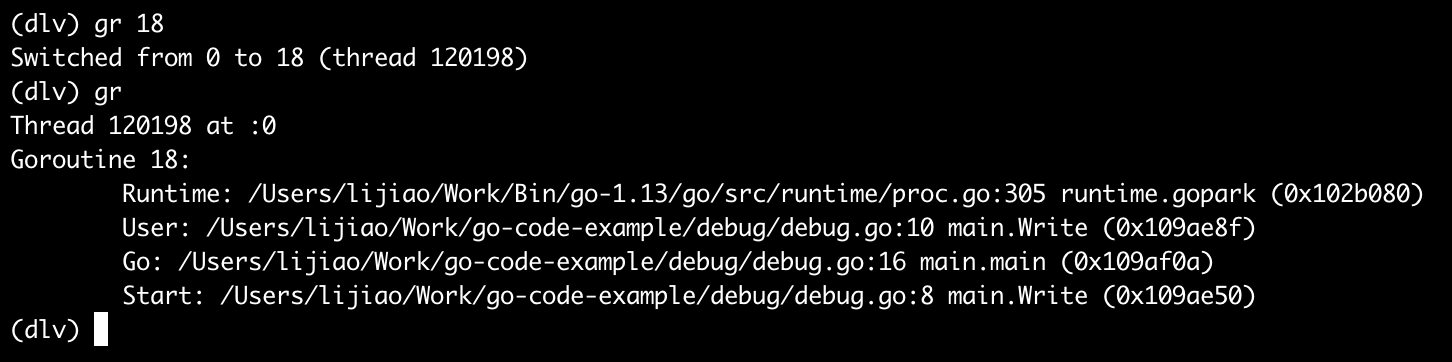 (dlv) gr 18
Switched from 0 to 18 (thread 120198)
(dlv) gr
Thread 120198 at :0
Goroutine 18:
Runtime: /Users/lijiao/Work/Bin/go-1.13/go/src/runtime/proc.go:305 runtime.gopark (0x102b080)
User: /Users/lijiao/Work/go-code-example/debug/debug.go:10 main.Write (0x109ae8f)
Go: /Users/lijiao/Work/go-code-example/debug/debug.go:16 main.main (0x109af0a)
Start: /Users/lijiao/Work/go-code-example/debug/debug.go:8 main.Write (0x109ae50)
(dlv)